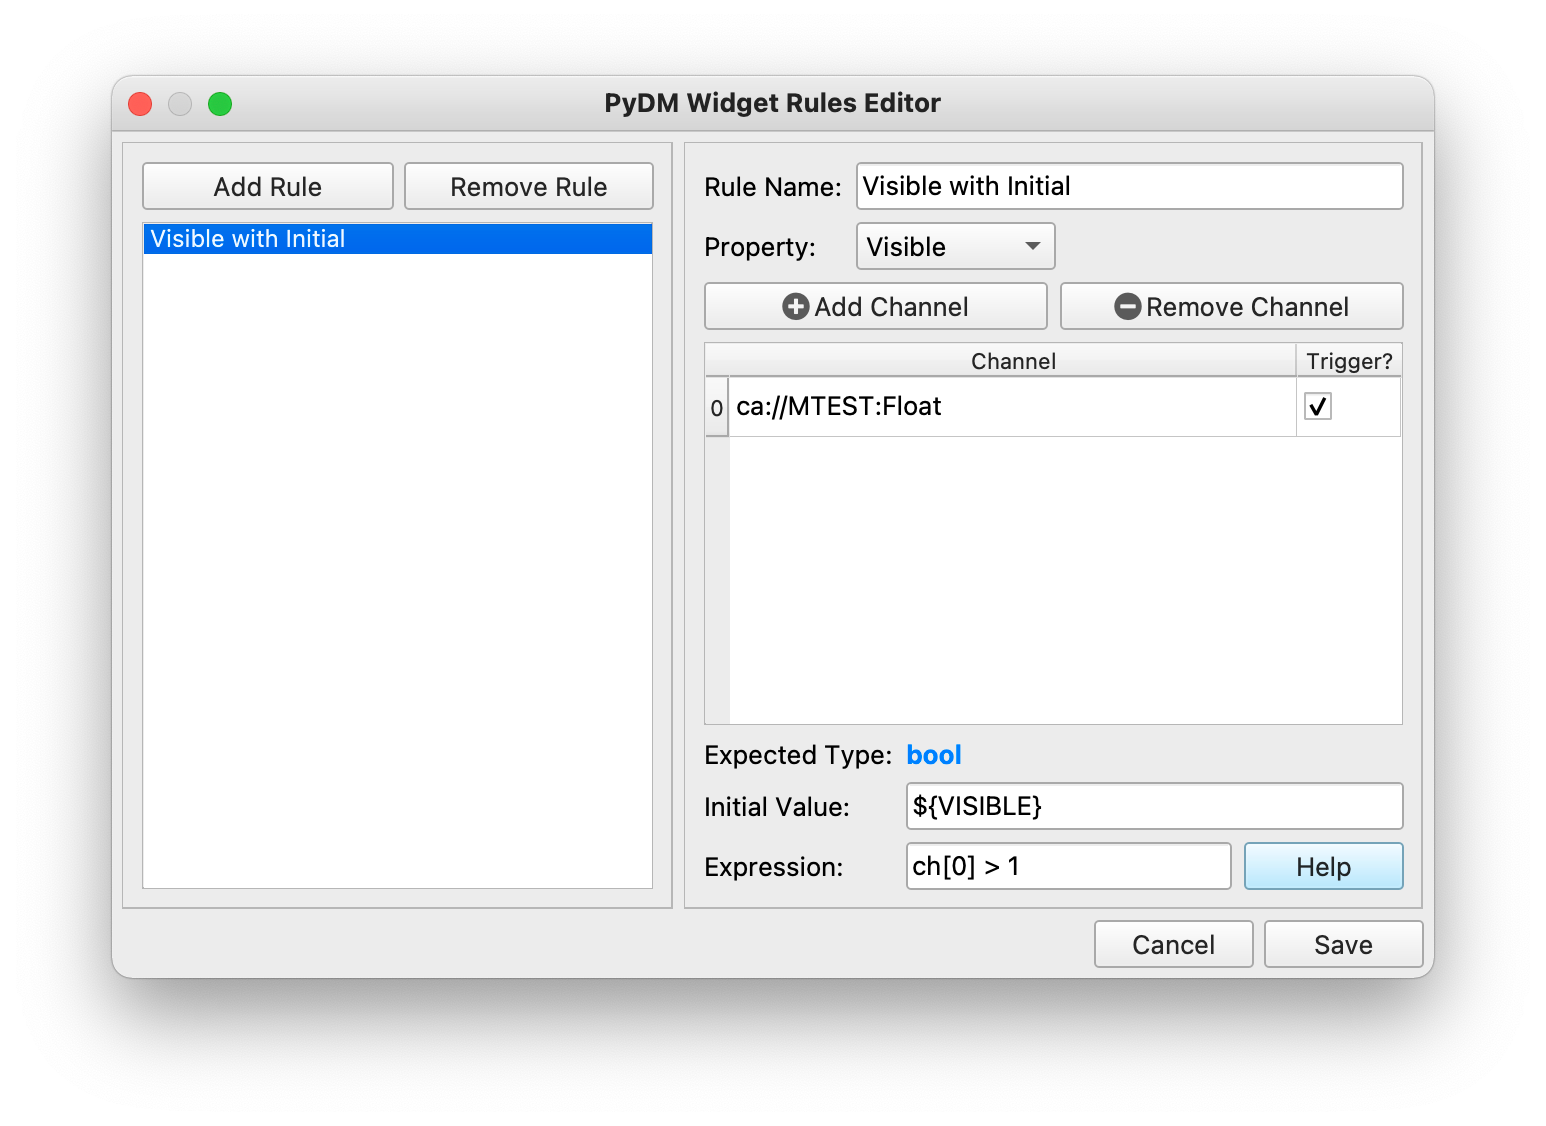 PyDM Widget Rules Editor
Add Rule
Remove Rule
Visible with Initial
Rule Name:
Visible with Initial
Property:
Visible
Add Channel
Remove Channel
Channel
Trigger?
0
ca://MTEST:Float
Expected Type:
bool
Initial Value:
${VISIBLE}
Expression:
ch[0] > 1
Help
Cancel
Save